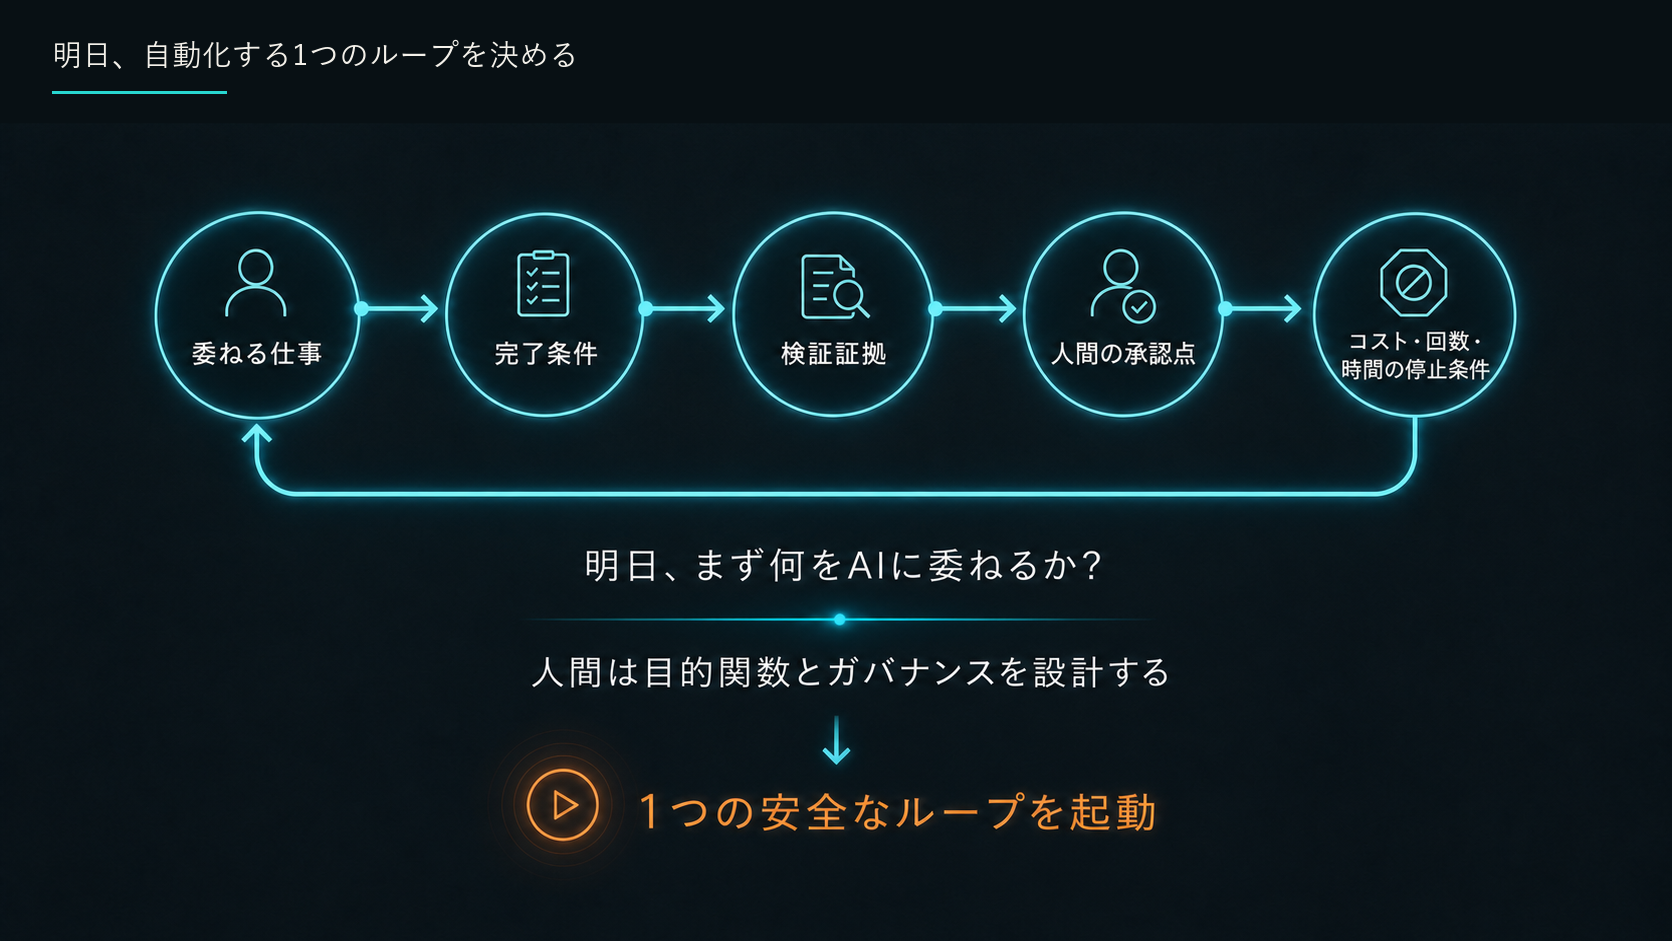 明日、自動化する1つのループを決める
委ねる仕事
完了条件
検証証拠
人間の承認点
コスト・回数・
時間の停止条件
明日、まず何をAIに委ねるか?
人間は目的関数とガバナンスを設計する
1つの安全なループを起動